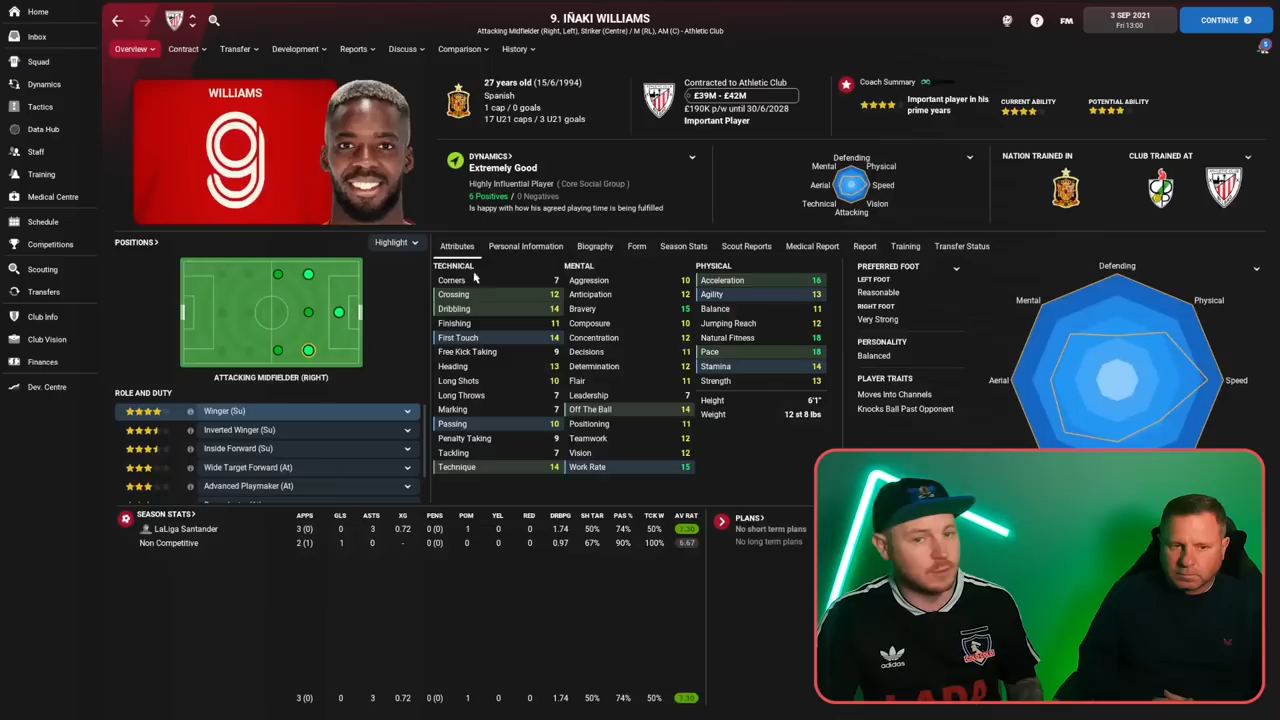 Home
Inbox
Squad
Dynamics
Tactics
Data Hub
Staff
Training
Medical Centre
Schedule
Competitions
Scouting
Transfers
Club Info
Club Vision
Finances
Dev. Centre
9. IÑAKI WILLIAMS
Attacking Midfielder (Right, Left), Striker (Centre) / M (RL), AM (C) - Athletic Club
?
FM
3 SEP 2021
Fri 13:00
CONTINUE
5
Overview
Contract
Transfer
Development
Reports
Discuss
Comparison
History
WILLIAMS
9
27 years old (15/6/1994)
Spanish
1 cap / 0 goals
17 U21 caps / 3 U21 goals
Contracted to Athletic Club
£39M - £42M
£190K p/w until 30/6/2028
Important Player
Coach Summary
Important player in his
prime years
CURRENT ABILITY
POTENTIAL ABILITY
DYNAMICS>
Extremely Good
Highly Influential Player ( Core Social Group )
6 Positives / 0 Negatives
Is happy with how his agreed playing time is being fulfilled
Defending
Mental
Physical
Aerial
Speed
Technical
Vision
Attacking
NATION TRAINED IN
CLUB TRAINED AT
POSITIONS>
Highlight
ATTACKING MIDFIELDER (RIGHT)
ROLE AND DUTY
Winger (Su)
Inverted Winger (Su)
Inside Forward (Su)
Wide Target Forward (At)
Advanced Playmaker (At)
Attributes
Personal Information
Biography
Form
Season Stats
Scout Reports
Medical Report
Report
Training
Transfer Status
TECHNICAL
Corners 7
Crossing 12
Dribbling 14
Finishing 11
First Touch 14
Free Kick Taking 9
Heading 13
Long Shots 10
Long Throws 7
Marking 7
Passing 10
Penalty Taking 9
Tackling 7
Technique 14
MENTAL
Aggression 10
Anticipation 12
Bravery 15
Composure 10
Concentration 12
Decisions 11
Determination 12
Flair 11
Leadership 7
Off The Ball 14
Positioning 11
Teamwork 12
Vision 12
Work Rate 15
PHYSICAL
Acceleration 16
Agility 13
Balance 11
Jumping Reach 12
Natural Fitness 18
Pace 18
Stamina 14
Strength 13
Height 6'1"
Weight 12 st 8 lbs
PREFERRED FOOT
LEFT FOOT
Reasonable
RIGHT FOOT
Very Strong
PERSONALITY
Balanced
PLAYER TRAITS
Moves Into Channels
Knocks Ball Past Opponent
Defending
Mental
Physical
Aerial
Speed
SEASON STATS>
APPS GLS ASTS XG PENS POM YEL RED DRBPG SH TAR PAS % TCK W AV RAT
LaLiga Santander 3 (0) 0 3 0.72 0 (0) 1 0 0 1.74 50% 74% 50% 7.30
Non Competitive 2 (1) 1 0 - 0 (0) 0 0 0 0.97 67% 90% 100% 6.67
3 (0) 0 3 0.72 0 (0) 1 0 0 1.74 50% 74% 50% 7.30
PLANS>
No short term plans
No long term plans
adidas